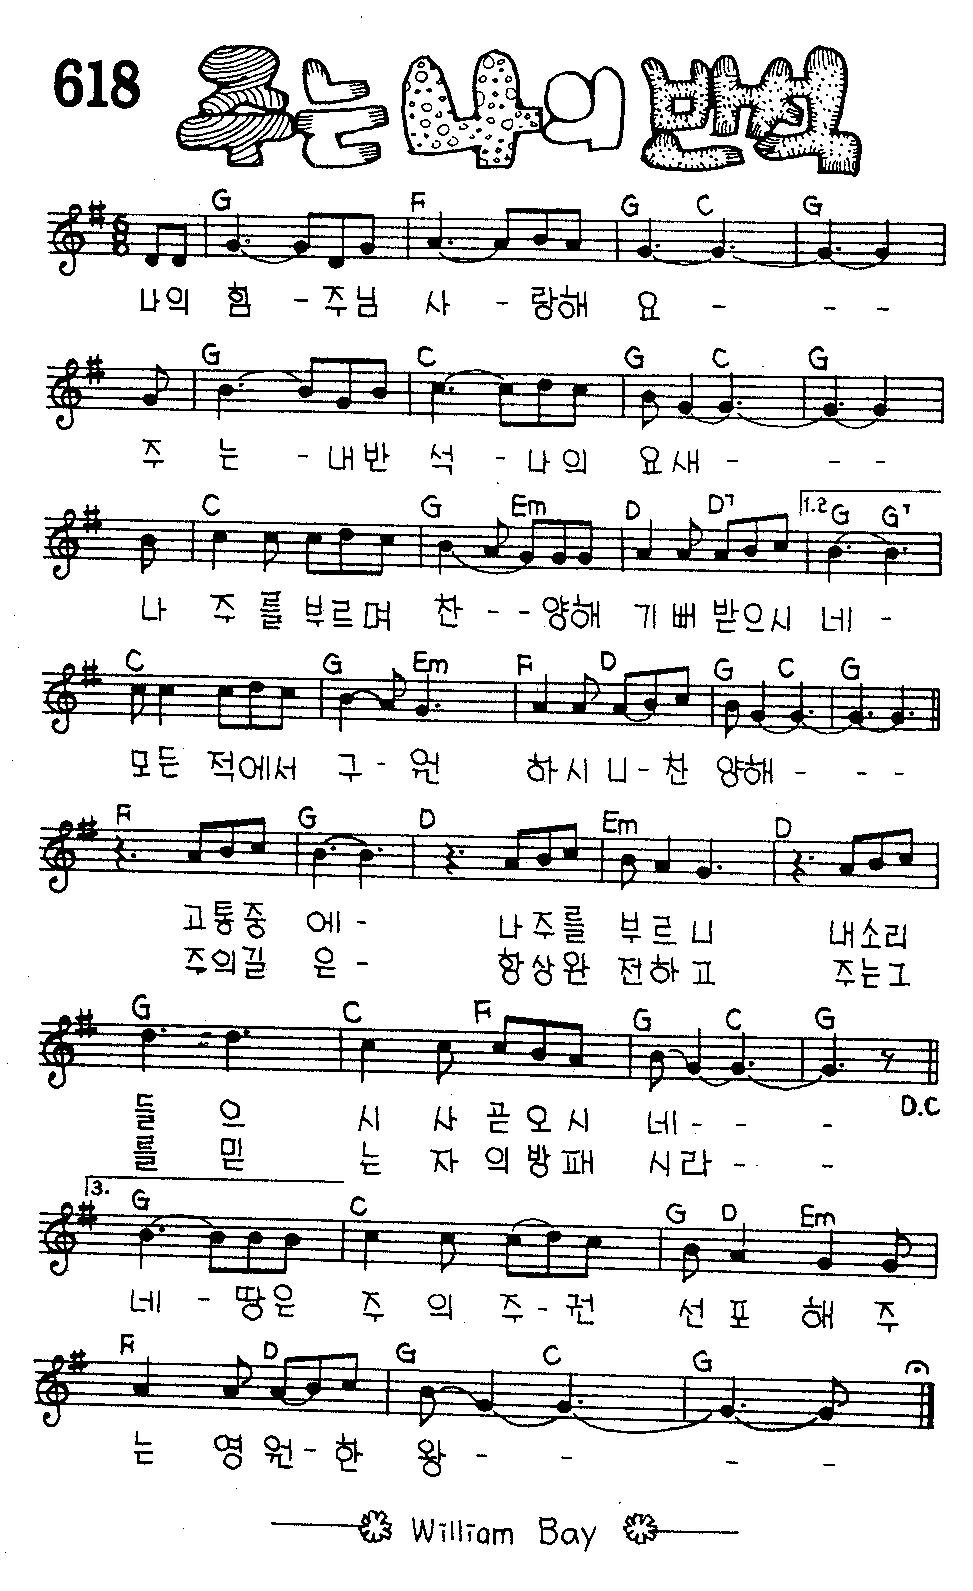 618 주는 나의 반석
G F G C G
나의 힘 - 주님 사 - 랑해 요 - - -
G C G C G
주 는 - 내반 석 - 나의 요새 - - -
C G Em D D7 1.2 G G7
나 주 를 부르며 찬 - - 양해 기 뻐 받으시 네 -
C G Em F D G C G
모든 적에서 구 - 원 하시 니 - 찬 양해 - - -
F G D Em D
고통중 에 - 나주를 부르니 내소리
주의길 은 - 항상완 전하고 주는그
G C F G C G
들 으 시 사 곧 오 시 네 - - -
D.C
를 믿 는 자 의 방 패 시 라 - -
3. G C G D Em
네 - 땅은 주 의 주 - 권 선 포 해 주
F D G C G
는 영 원 - 한 왕 - - - -
William Bay